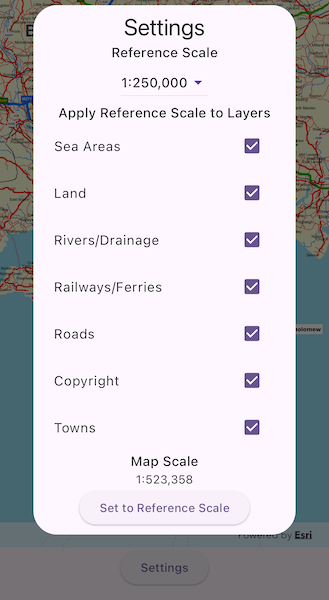 Settings
Reference Scale
1:250,000
Apply Reference Scale to Layers
Sea Areas
Land
Rivers/Drainage
Railways/Ferries
Roads
Copyright
Towns
Map Scale
1:523,358
Set to Reference Scale
Powered by Esri
Settings